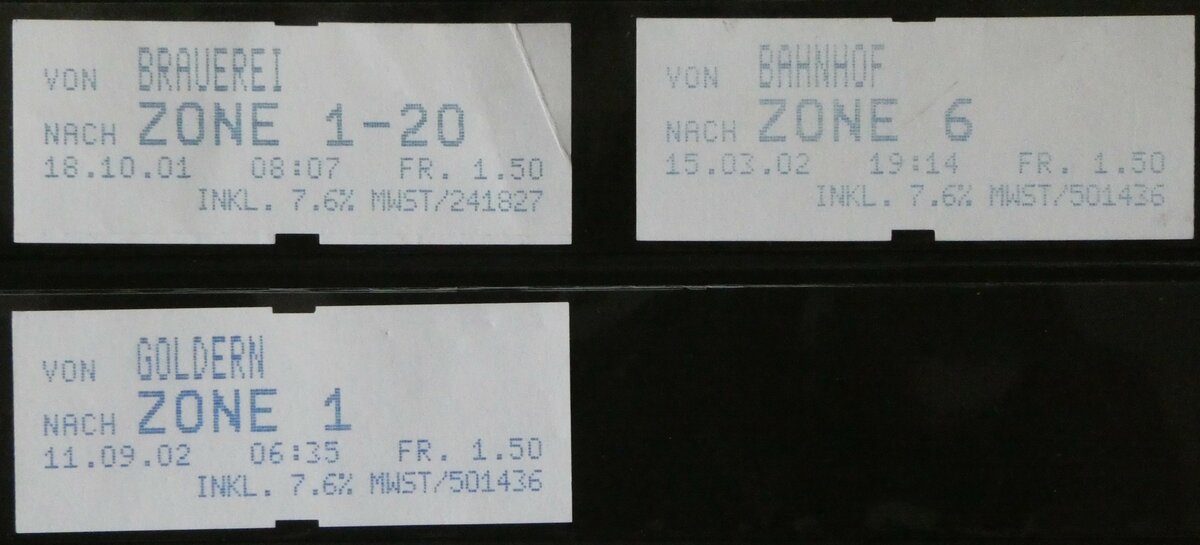 VON BRAUEREI
NACH ZONE 1-20
18.10.01 08:07 FR. 1.50
INKL. 7.6% MWST/241827
VON BAHNHOF
NACH ZONE 6
15.03.02 19:14 FR. 1.50
INKL. 7.6% MWST/501436
VON GOLDERN
NACH ZONE 1
11.09.02 06:35 FR. 1.50
INKL. 7.6% MWST/501436